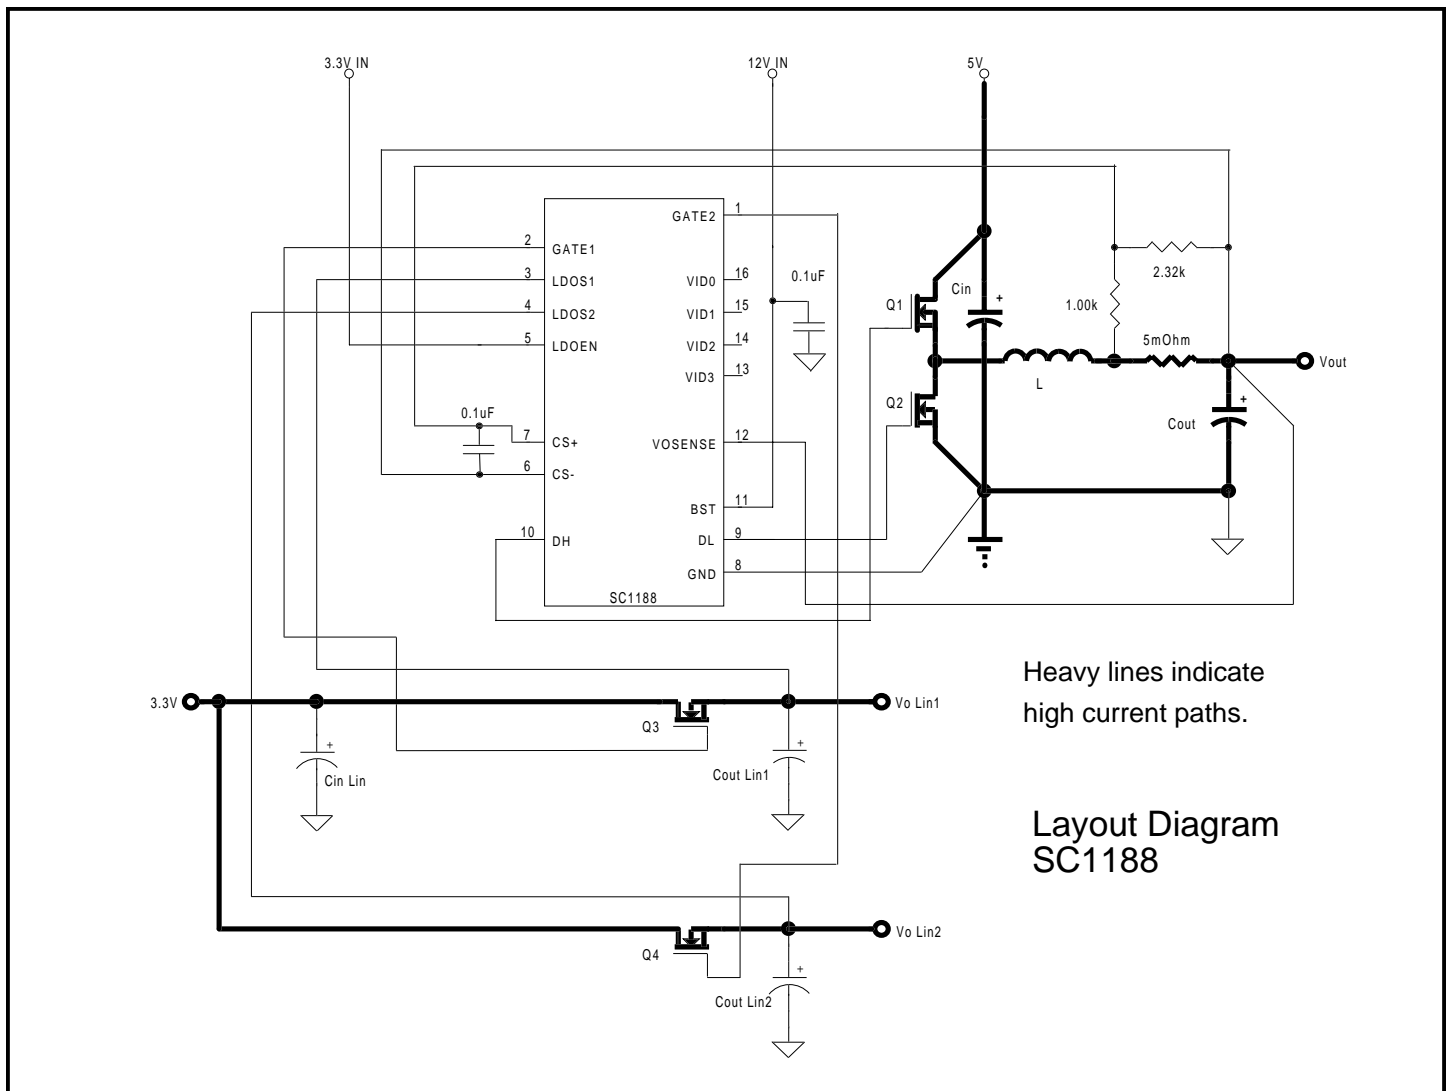 3.3V IN
12V IN
5V
1
GATE2
2
GATE1
2.32k
3
LDOS1
16
VID0
0.1uF
Cin
+
Q1
1.00k
4
LDOS2
15
VID1
5
LDOEN
14
VID2
5mOhm
13
VID3
L
Vout
Q2
+
Cout
0.1uF
7
CS+
12
VOSENSE
6
CS-
11
BST
10
DH
9
DL
8
GND
SC1188
Heavy lines indicate
high current paths.
3.3V
Vo Lin1
Q3
+
Cin Lin
+
Cout Lin1
Layout Diagram
SC1188
Vo Lin2
Q4
+
Cout Lin2